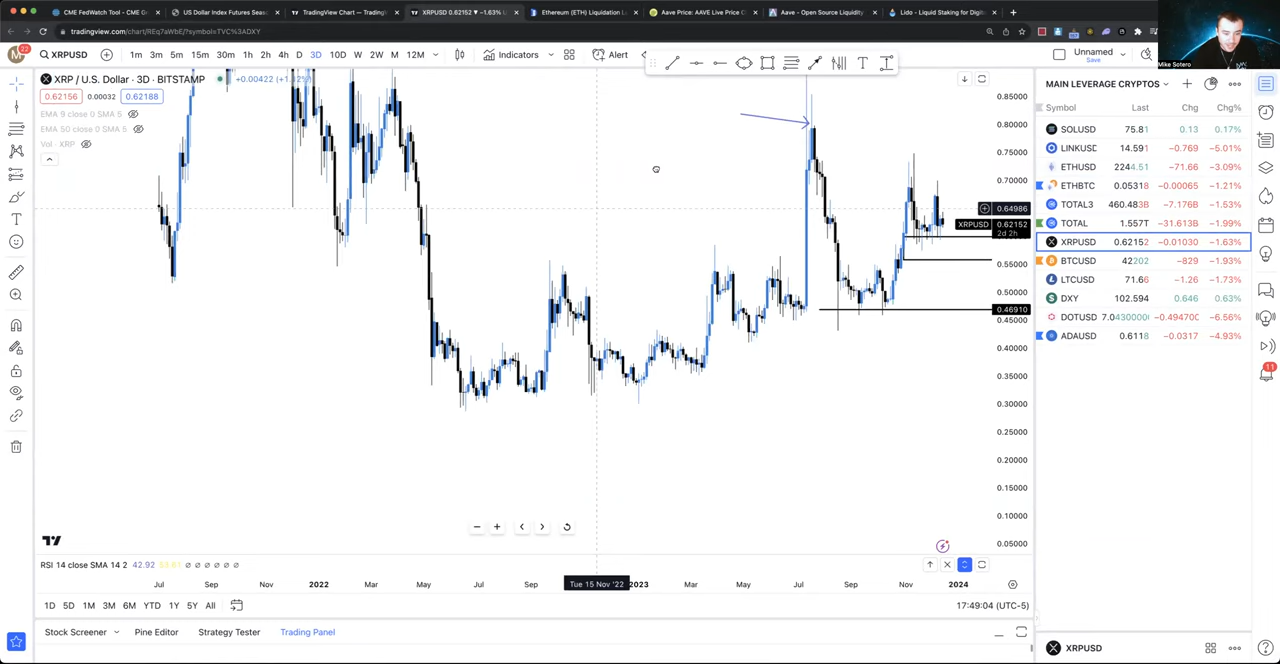 CME FedWatch Tool - CME G
US Dollar Index Futures Seas
TradingView Chart — TradingV
XRPUSD 0.62152 ▼ −1.63% U
Ethereum (ETH) Liquidation L
Aave Price: AAVE Live Price C
Aave - Open Source Liquidity
Lido - Liquid Staking for Digit
tradingview.com/chart/REq7aWbE/?symbol=TVC%3ADXY
Mike Sotero
M 22 XRPUSD 1m 3m 5m 15m 30m 1h 2h 4h D 3D 10D W 2W M 12M Indicators Alert
Unnamed
Save
XRP / U.S. Dollar · 3D · BITSTAMP
0.62156 0.00032 0.62188
EMA 9 close 0 SMA 5
EMA 50 close 0 SMA 5
Vol · XRP
0.85000
0.80000
0.75000
0.70000
0.64986
XRPUSD 0.62152
2d 2h
0.55000
0.50000
0.46910
0.45000
0.40000
0.35000
0.30000
0.25000
0.20000
0.15000
0.10000
0.05000
RSI 14 close SMA 14 2 42.92
Jul Sep Nov 2022 Mar May Jul Sep Tue 15 Nov '22 2023 Mar May Jul Sep Nov 2024
1D 5D 1M 3M 6M YTD 1Y 5Y All
17:49:04 (UTC-5)
Stock Screener Pine Editor Strategy Tester Trading Panel
MAIN LEVERAGE CRYPTOS
Symbol Last Chg Chg%
SOLUSD 75.81 0.13 0.17%
LINKUSD 14.591 −0.769 −5.01%
ETHUSD 2244.51 −71.66 −3.09%
ETHBTC 0.05318 −0.00065 −1.21%
TOTAL3 460.483B −7.176B −1.53%
TOTAL 1.557T −31.613B −1.99%
XRPUSD 0.62152 −0.01030 −1.63%
BTCUSD 42202 −829 −1.93%
LTCUSD 71.66 −1.26 −1.73%
DXY 102.594 0.646 0.63%
DOTUSD 7.04300000 −0.494700 −6.56%
ADAUSD 0.6118 −0.0317 −4.93%
11
XRPUSD